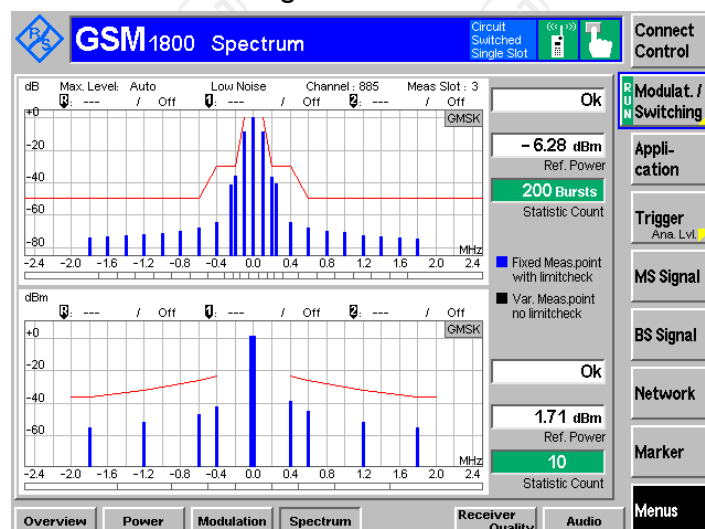 R&S
GSM 1800 Spectrum
Circuit Switched Single Slot
Connect Control
dB Max. Level: Auto Low Noise Channel : 885 Meas Slot : 3
R: --- / Off 1: --- / Off 2: --- / Off
GMSK
+0
-20
-40
-60
-80
MHz
-2.4 -2.0 -1.6 -1.2 -0.8 -0.4 0.0 0.4 0.8 1.2 1.6 2.0 2.4
Ok
-6.28 dBm
Ref. Power
200 Bursts
Statistic Count
Fixed Meas.point
with limitcheck
Var. Meas.point
no limitcheck
dBm
R: --- / Off 1: --- / Off 2: --- / Off
GMSK
+0
-20
-40
-60
MHz
-2.4 -2.0 -1.6 -1.2 -0.8 -0.4 0.0 0.4 0.8 1.2 1.6 2.0 2.4
Ok
1.71 dBm
Ref. Power
10
Statistic Count
RUN
Modulat. / Switching
Appli-
cation
Trigger
Ana. Lvl.
MS Signal
BS Signal
Network
Marker
Menus
Overview Power Modulation Spectrum Receiver Quality Audio